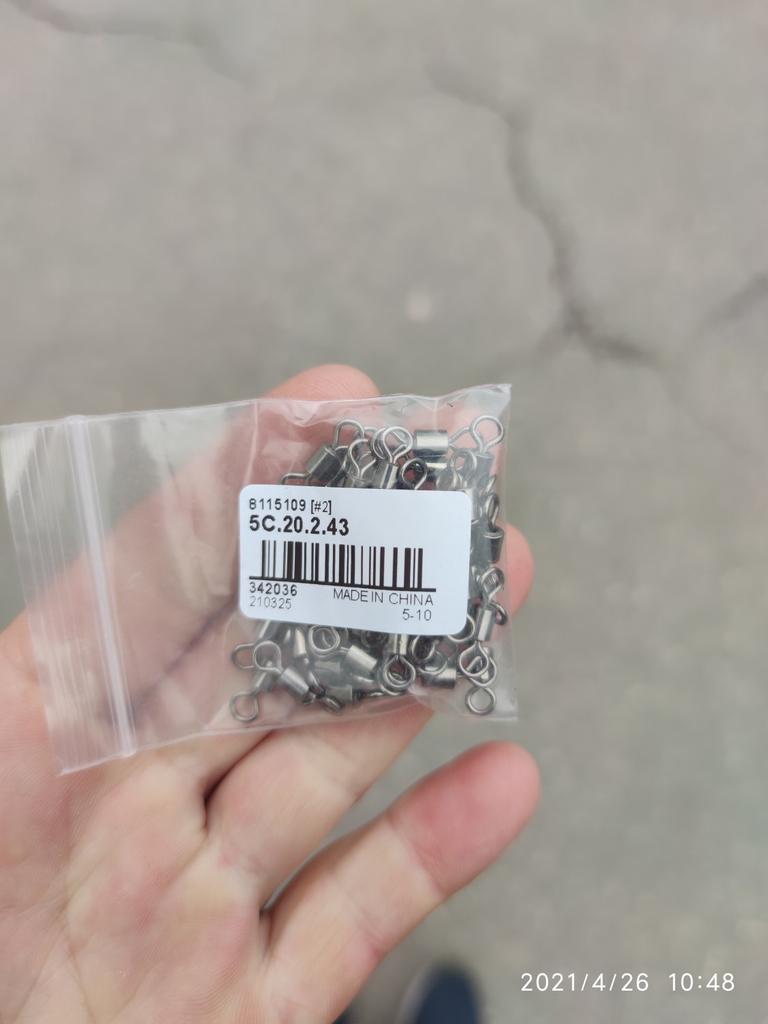 8115109 [#2]
5C.20.2.43
342036 MADE IN CHINA
210325 5-10
2021/4/26 10:48